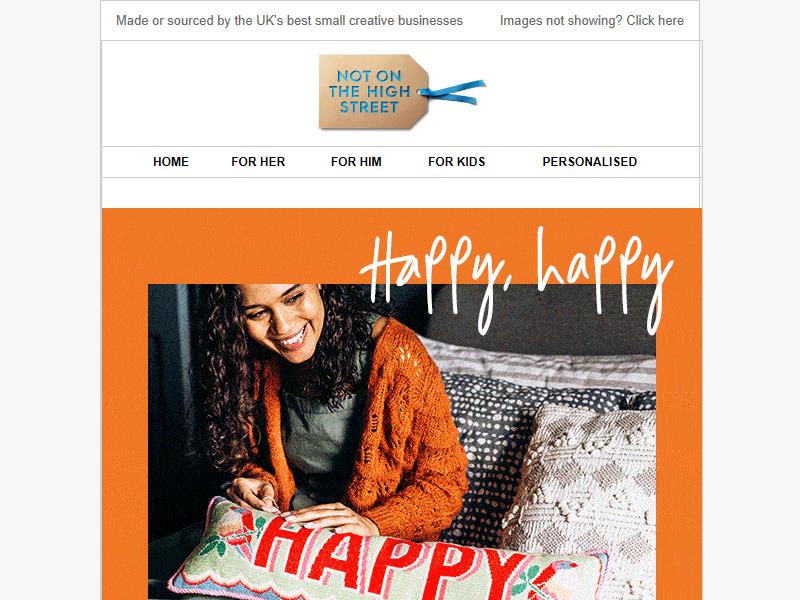 Made or sourced by the UK's best small creative businesses Images not showing? Click here
NOT ON
THE HIGH
STREET
HOME FOR HER FOR HIM FOR KIDS PERSONALISED
Happy, happy
HAPPY